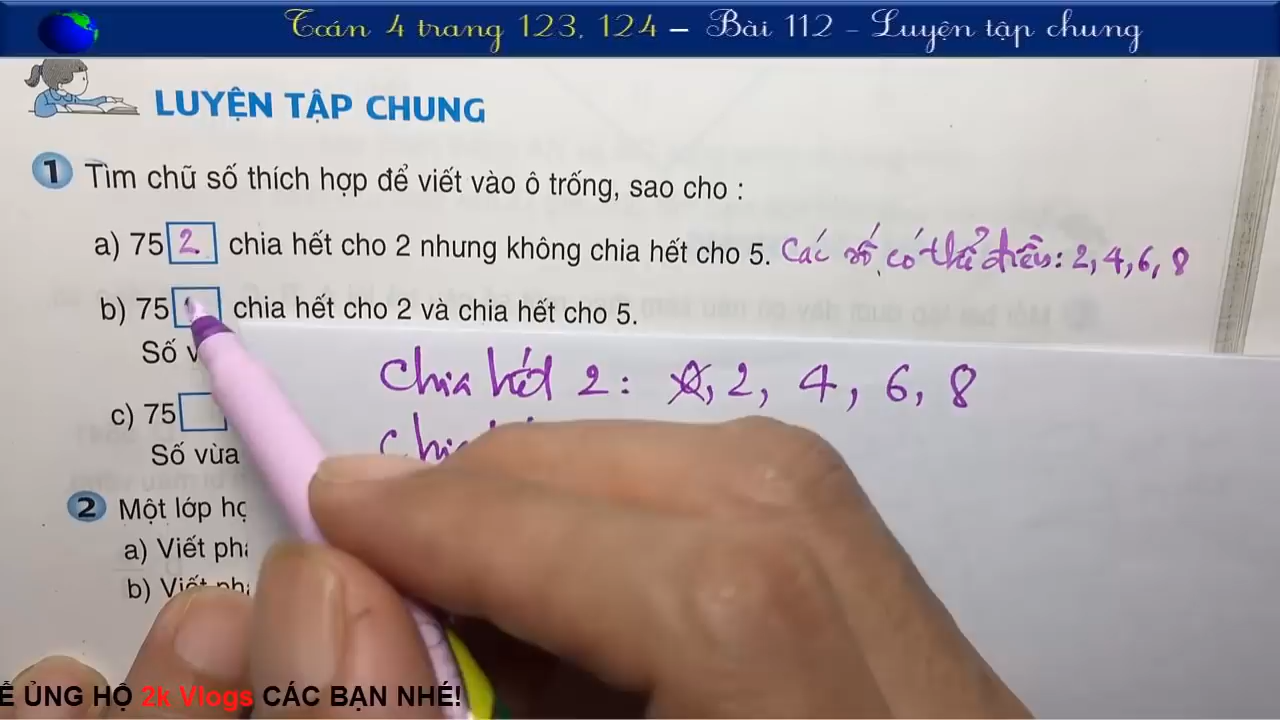 Toán 4 trang 123, 124 – Bài 112 - Luyện tập chung
LUYỆN TẬP CHUNG
1 Tìm chữ số thích hợp để viết vào ô trống, sao cho :
a) 75 2 chia hết cho 2 nhưng không chia hết cho 5. Các số có thể điền: 2, 4, 6, 8
b) 75 chia hết cho 2 và chia hết cho 5.
Số
Chia hết 2 : 0, 2, 4, 6, 8
c) 75
Chia
Số vừa
2 Một lớp
a) Viết
b) Viết
ỦNG HỘ 2k Vlogs CÁC BẠN NHÉ!